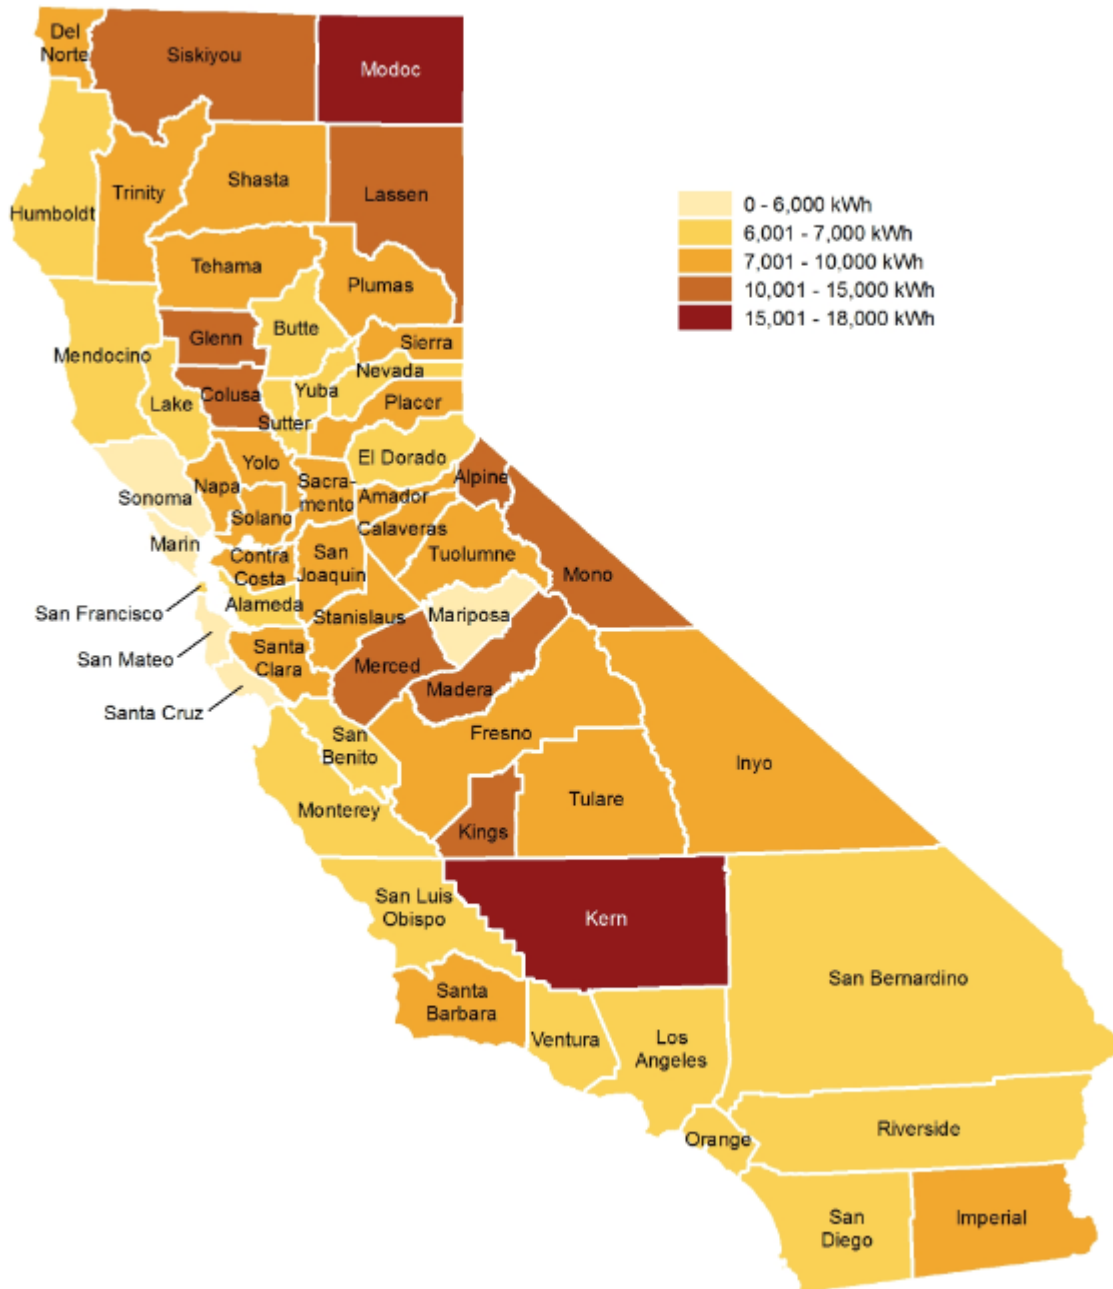 Del
Norte
Siskiyou
Modoc
Humboldt
Trinity
Shasta
Lassen
0 - 6,000 kWh
6,001 - 7,000 kWh
7,001 - 10,000 kWh
10,001 - 15,000 kWh
15,001 - 18,000 kWh
Tehama
Plumas
Mendocino
Glenn
Butte
Sierra
Lake
Colusa
Sutter
Yuba
Nevada
Placer
El Dorado
Sonoma
Napa
Yolo
Solano
Sacra-
mento
Amador
Alpine
Calaveras
Marin
Contra
Costa
San
Joaquin
Tuolumne
Mono
San Francisco
Alameda
Stanislaus
Mariposa
San Mateo
Santa
Clara
Merced
Madera
Santa Cruz
San
Benito
Fresno
Inyo
Monterey
Kings
Tulare
San Luis
Obispo
Kern
San Bernardino
Santa
Barbara
Ventura
Los
Angeles
Orange
Riverside
San
Diego
Imperial